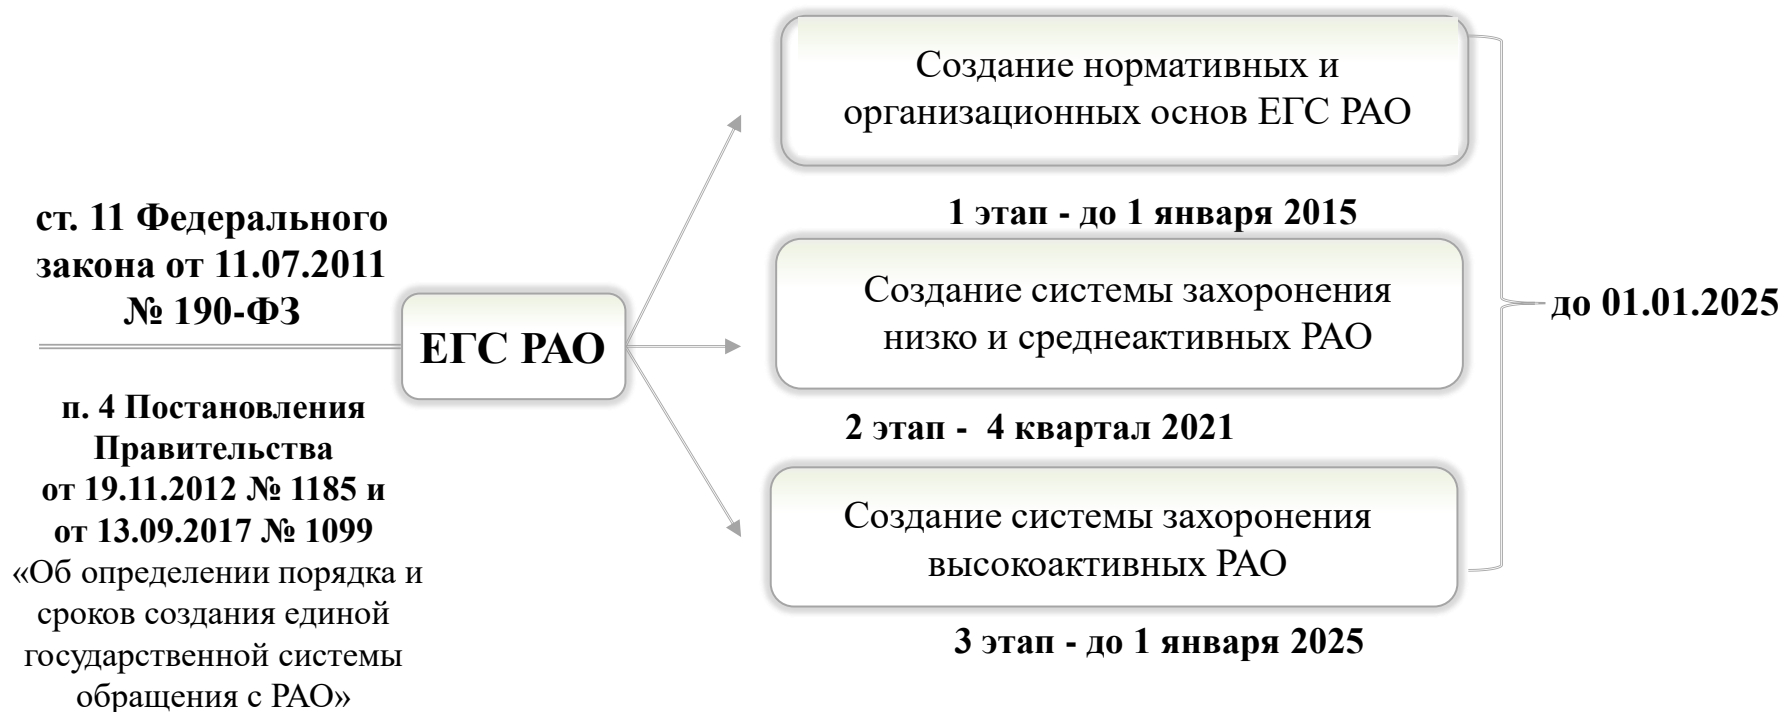 ст. 11 Федерального
закона от 11.07.2011
№ 190-ФЗ
п. 4 Постановления
Правительства
от 19.11.2012 № 1185 и
от 13.09.2017 № 1099
«Об определении порядка и
сроков создания единой
государственной системы
обращения с РАО»
ЕГС РАО
Создание нормативных и
организационных основ ЕГС РАО
1 этап - до 1 января 2015
Создание системы захоронения
низко и среднеактивных РАО
2 этап - 4 квартал 2021
Создание системы захоронения
высокоактивных РАО
3 этап - до 1 января 2025
до 01.01.2025